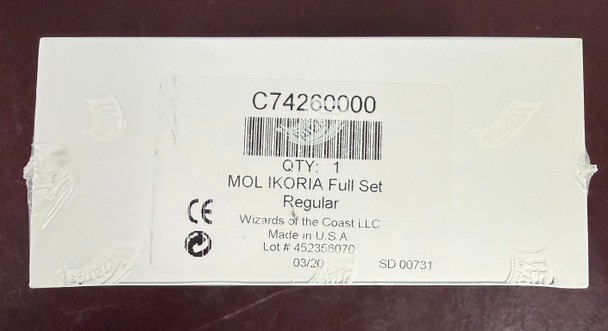 C74260000
QTY: 1
MOL IKORIA Full Set
Regular
CE
Wizards of the Coast LLC
Made in U.S.A
Lot # 452356070
03/20 SD 00731